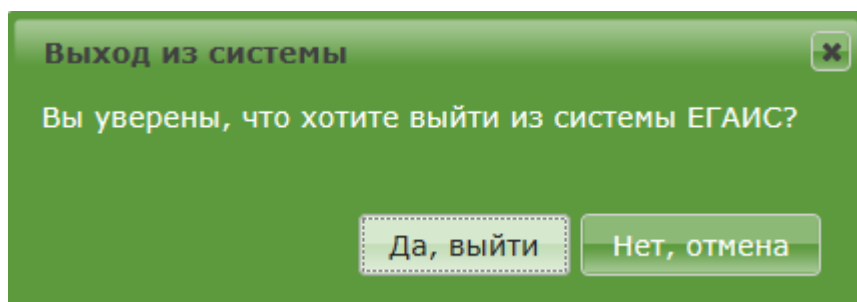 Выход из системы
Вы уверены, что хотите выйти из системы ЕГАИС?
Да, выйти
Нет, отмена